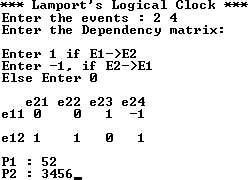 *** Lamport's Logical Clock ***
Enter the events : 2 4
Enter the Dependency matrix:
Enter 1 if E1->E2
Enter -1, if E2->E1
Else Enter 0
e21 e22 e23 e24
e11 0 0 1 -1
e12 1 1 0 1
P1 : 52
P2 : 3456